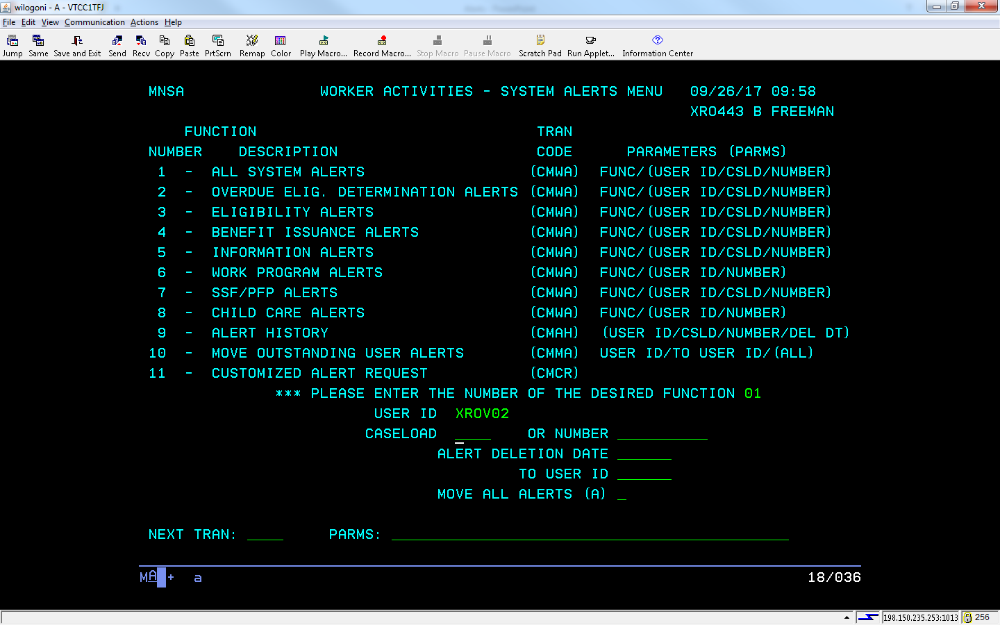 wilogoni - A - VTCC1TFJ
File Edit View Communication Actions Help
Jump Same Save and Exit Send Recv Copy Paste PrtScrn Remap Color Play Macro... Record Macro... Stop Macro Pause Macro Scratch Pad Run Applet... Information Center
MNSA WORKER ACTIVITIES - SYSTEM ALERTS MENU 09/26/17 09:58
XRO443 B FREEMAN
FUNCTION TRAN
NUMBER DESCRIPTION CODE PARAMETERS (PARMS)
1 - ALL SYSTEM ALERTS (CMWA) FUNC/(USER ID/CSLD/NUMBER)
2 - OVERDUE ELIG. DETERMINATION ALERTS (CMWA) FUNC/(USER ID/CSLD/NUMBER)
3 - ELIGIBILITY ALERTS (CMWA) FUNC/(USER ID/CSLD/NUMBER)
4 - BENEFIT ISSUANCE ALERTS (CMWA) FUNC/(USER ID/CSLD/NUMBER)
5 - INFORMATION ALERTS (CMWA) FUNC/(USER ID/CSLD/NUMBER)
6 - WORK PROGRAM ALERTS (CMWA) FUNC/(USER ID/NUMBER)
7 - SSF/PFP ALERTS (CMWA) FUNC/(USER ID/CSLD/NUMBER)
8 - CHILD CARE ALERTS (CMWA) FUNC/(USER ID/NUMBER)
9 - ALERT HISTORY (CMAH) (USER ID/CSLD/NUMBER/DEL DT)
10 - MOVE OUTSTANDING USER ALERTS (CMMA) USER ID/TO USER ID/(ALL)
11 - CUSTOMIZED ALERT REQUEST (CMCR)
*** PLEASE ENTER THE NUMBER OF THE DESIRED FUNCTION 01
USER ID XROV02
CASELOAD ____ OR NUMBER __________
ALERT DELETION DATE ______
TO USER ID ______
MOVE ALL ALERTS (A) _
NEXT TRAN: ____ PARMS: ____________________________________________
MA + a 18/036
198.150.235.253:1013 256